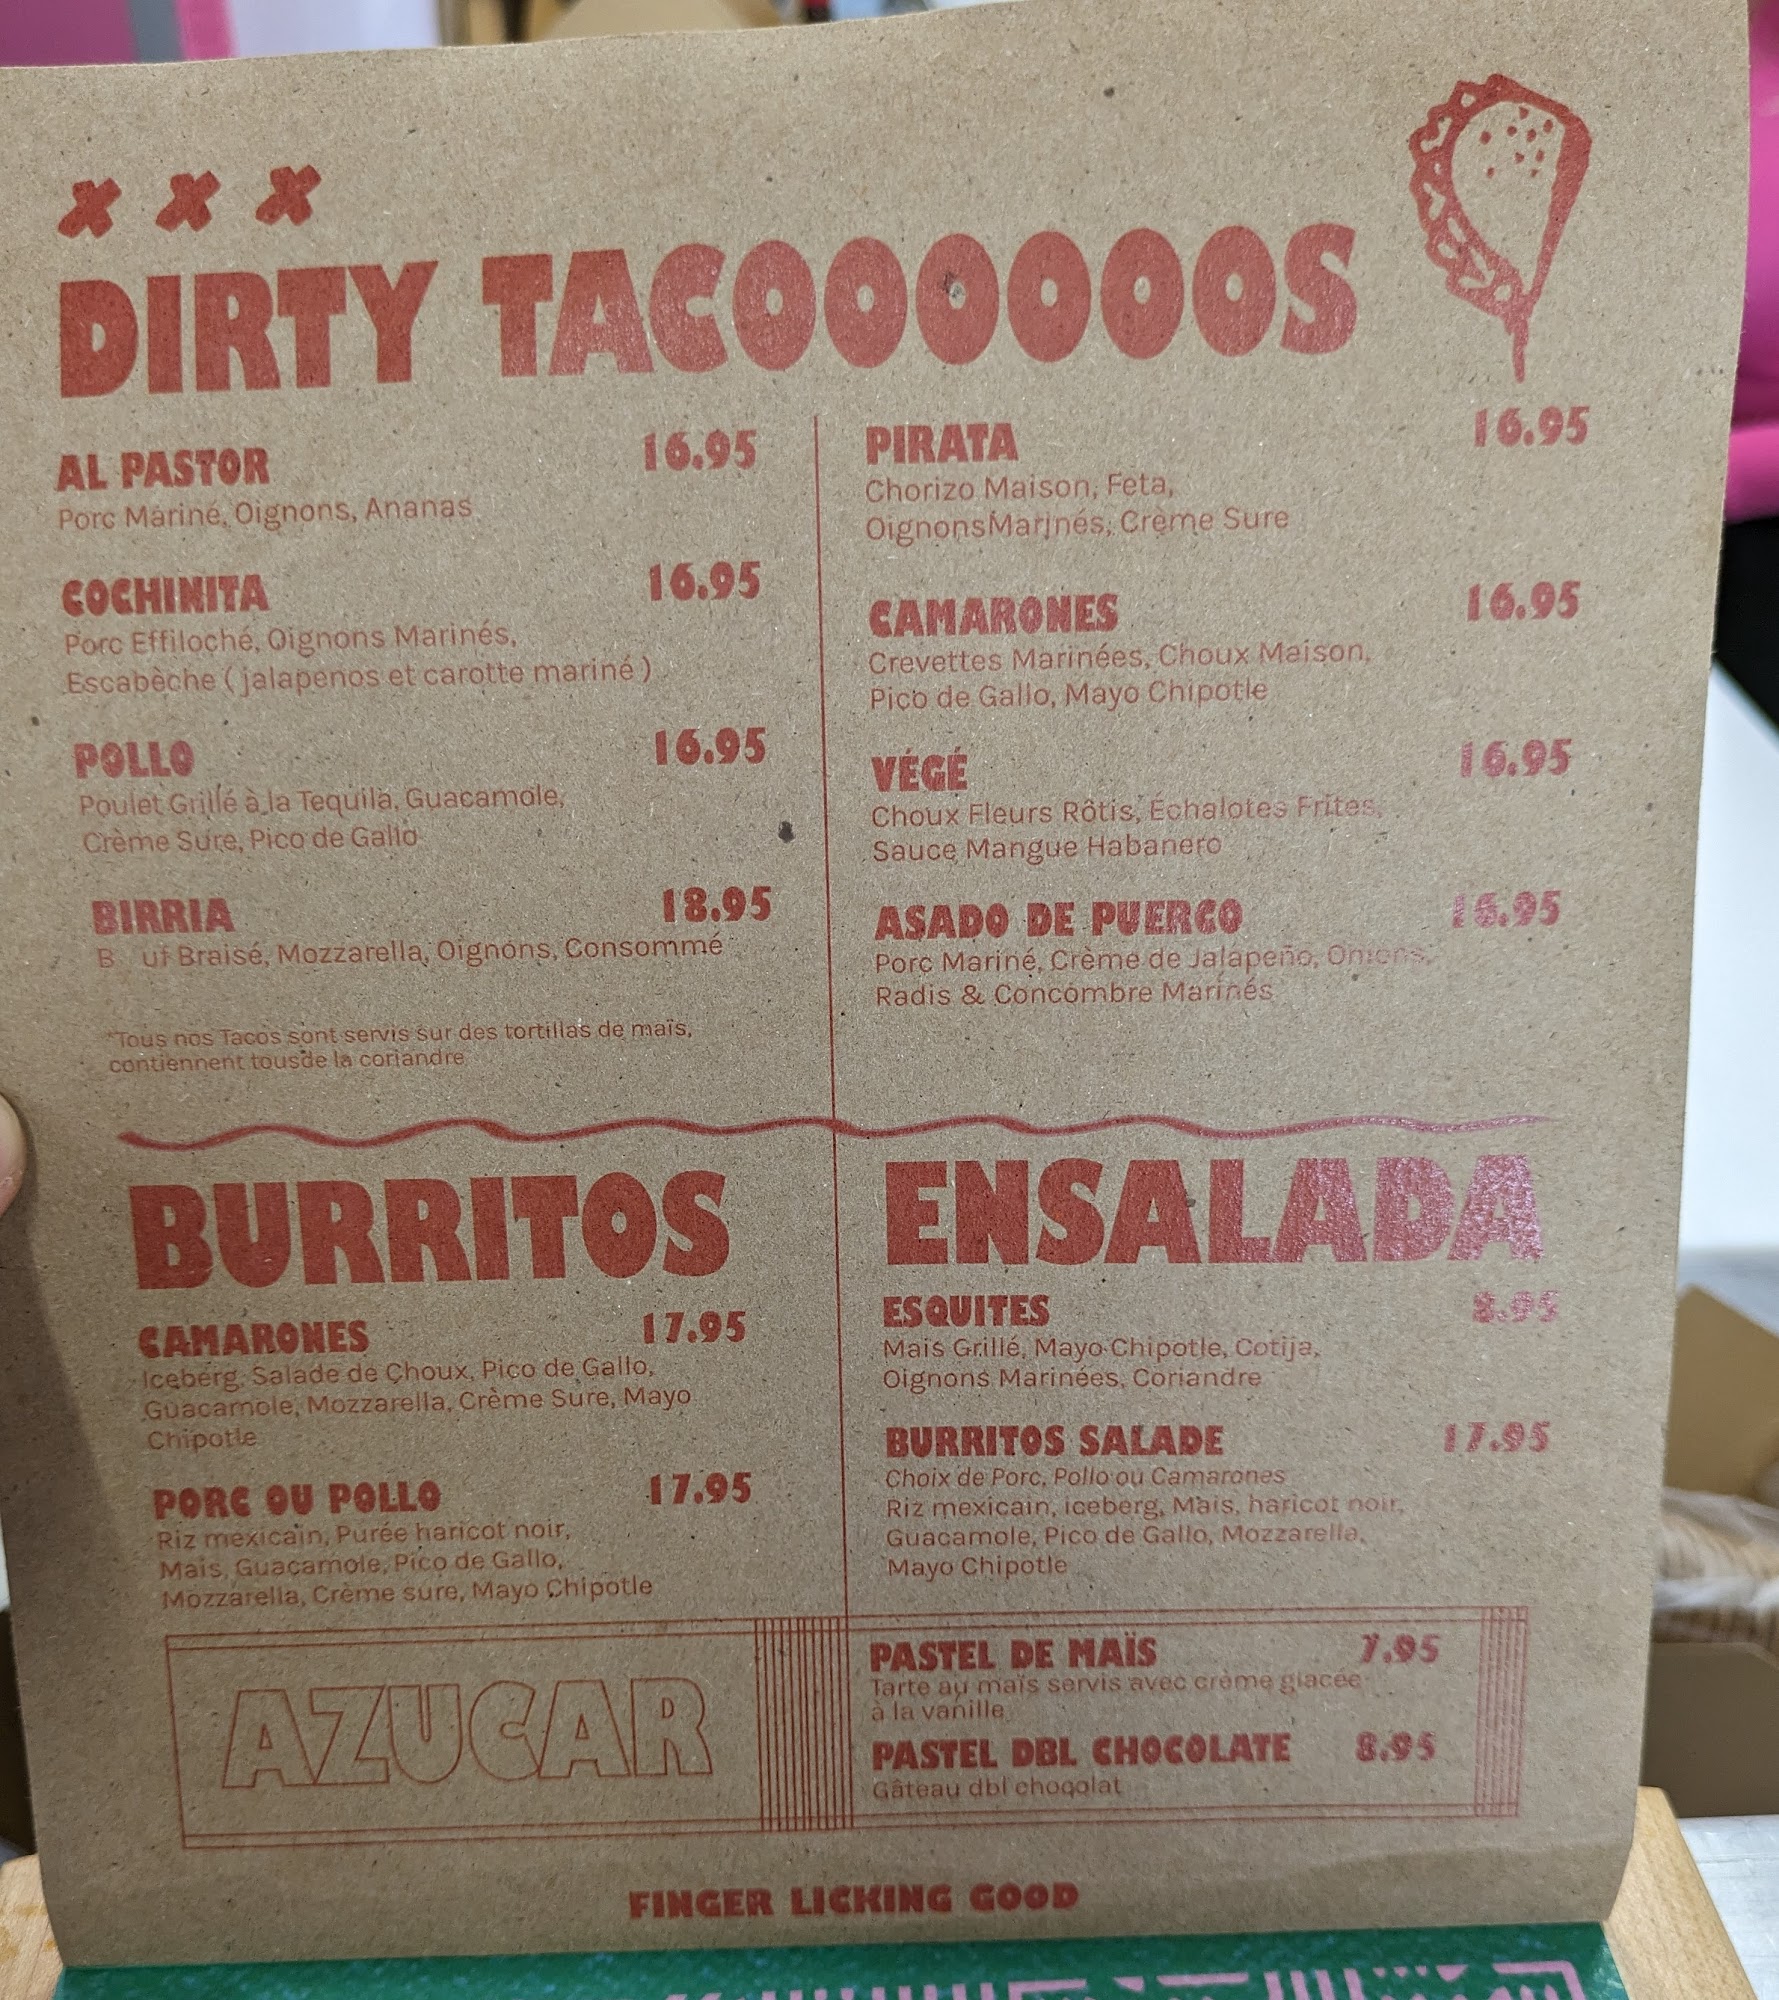 x x x
DIRTY TACOOOOOOS
AL PASTOR 16.95
Porc Mariné, Oignons, Ananas
COCHINITA 16.95
Porc Effiloché, Oignons Marinés,
Escabèche ( jalapenos et carotte mariné )
POLLO 16.95
Poulet Grillé à la Tequila, Guacamole,
Crème Sure, Pico de Gallo
BIRRIA 18.95
B uf Braisé, Mozzarella, Oignons, Consommé
*Tous nos Tacos sont servis sur des tortillas de maïs,
contiennent tousde la coriandre
PIRATA 16.95
Chorizo Maison, Feta,
OignonsMarinés, Crème Sure
CAMARONES 16.95
Crevettes Marinées, Choux Maison,
Pico de Gallo, Mayo Chipotle
VÉGÉ 16.95
Choux Fleurs Rôtis, Échalotes Frites,
Sauce Mangue Habanero
ASADO DE PUERCO 16.95
Porc Mariné, Crème de Jalapeño, Onions,
Radis & Concombre Marinés
BURRITOS
CAMARONES 17.95
Iceberg, Salade de Choux, Pico de Gallo,
Guacamole, Mozzarella, Crème Sure, Mayo
Chipotle
PORC OU POLLO 17.95
Riz mexicain, Purée haricot noir,
Mais, Guacamole, Pico de Gallo,
Mozzarella, Crème sure, Mayo Chipotle
ENSALADA
ESQUITES 8.95
Mais Grillé, Mayo Chipotle, Cotija,
Oignons Marinées, Coriandre
BURRITOS SALADE 17.95
Choix de Porc, Pollo ou Camarones
Riz mexicain, iceberg, Mais, haricot noir,
Guacamole, Pico de Gallo, Mozzarella,
Mayo Chipotle
AZUCAR
PASTEL DE MAÏS 7.95
Tarte au maïs servis avec crème glacée
à la vanille
PASTEL DBL CHOCOLATE 8.95
Gâteau dbl chocolat
FINGER LICKING GOOD